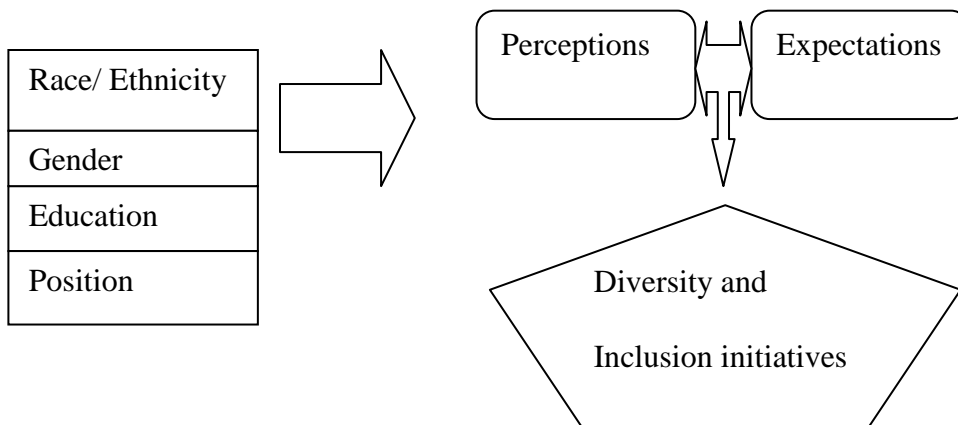 Race/ Ethnicity
Gender
Education
Position
Perceptions
Expectations
Diversity and
Inclusion initiatives